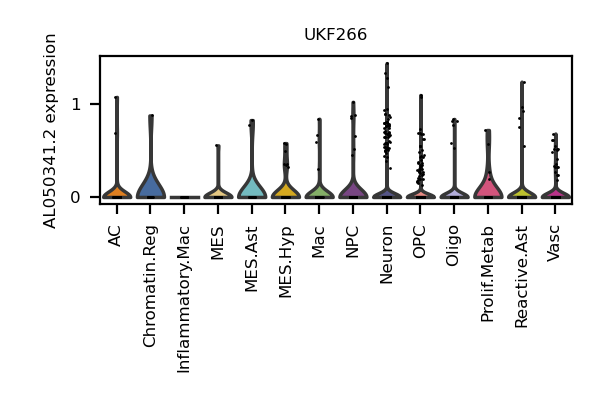 UKF266
AL050341.2 expression
1
0
AC
Chromatin.Reg
Inflammatory.Mac
MES
MES.Ast
MES.Hyp
Mac
NPC
Neuron
OPC
Oligo
Prolif.Metab
Reactive.Ast
Vasc